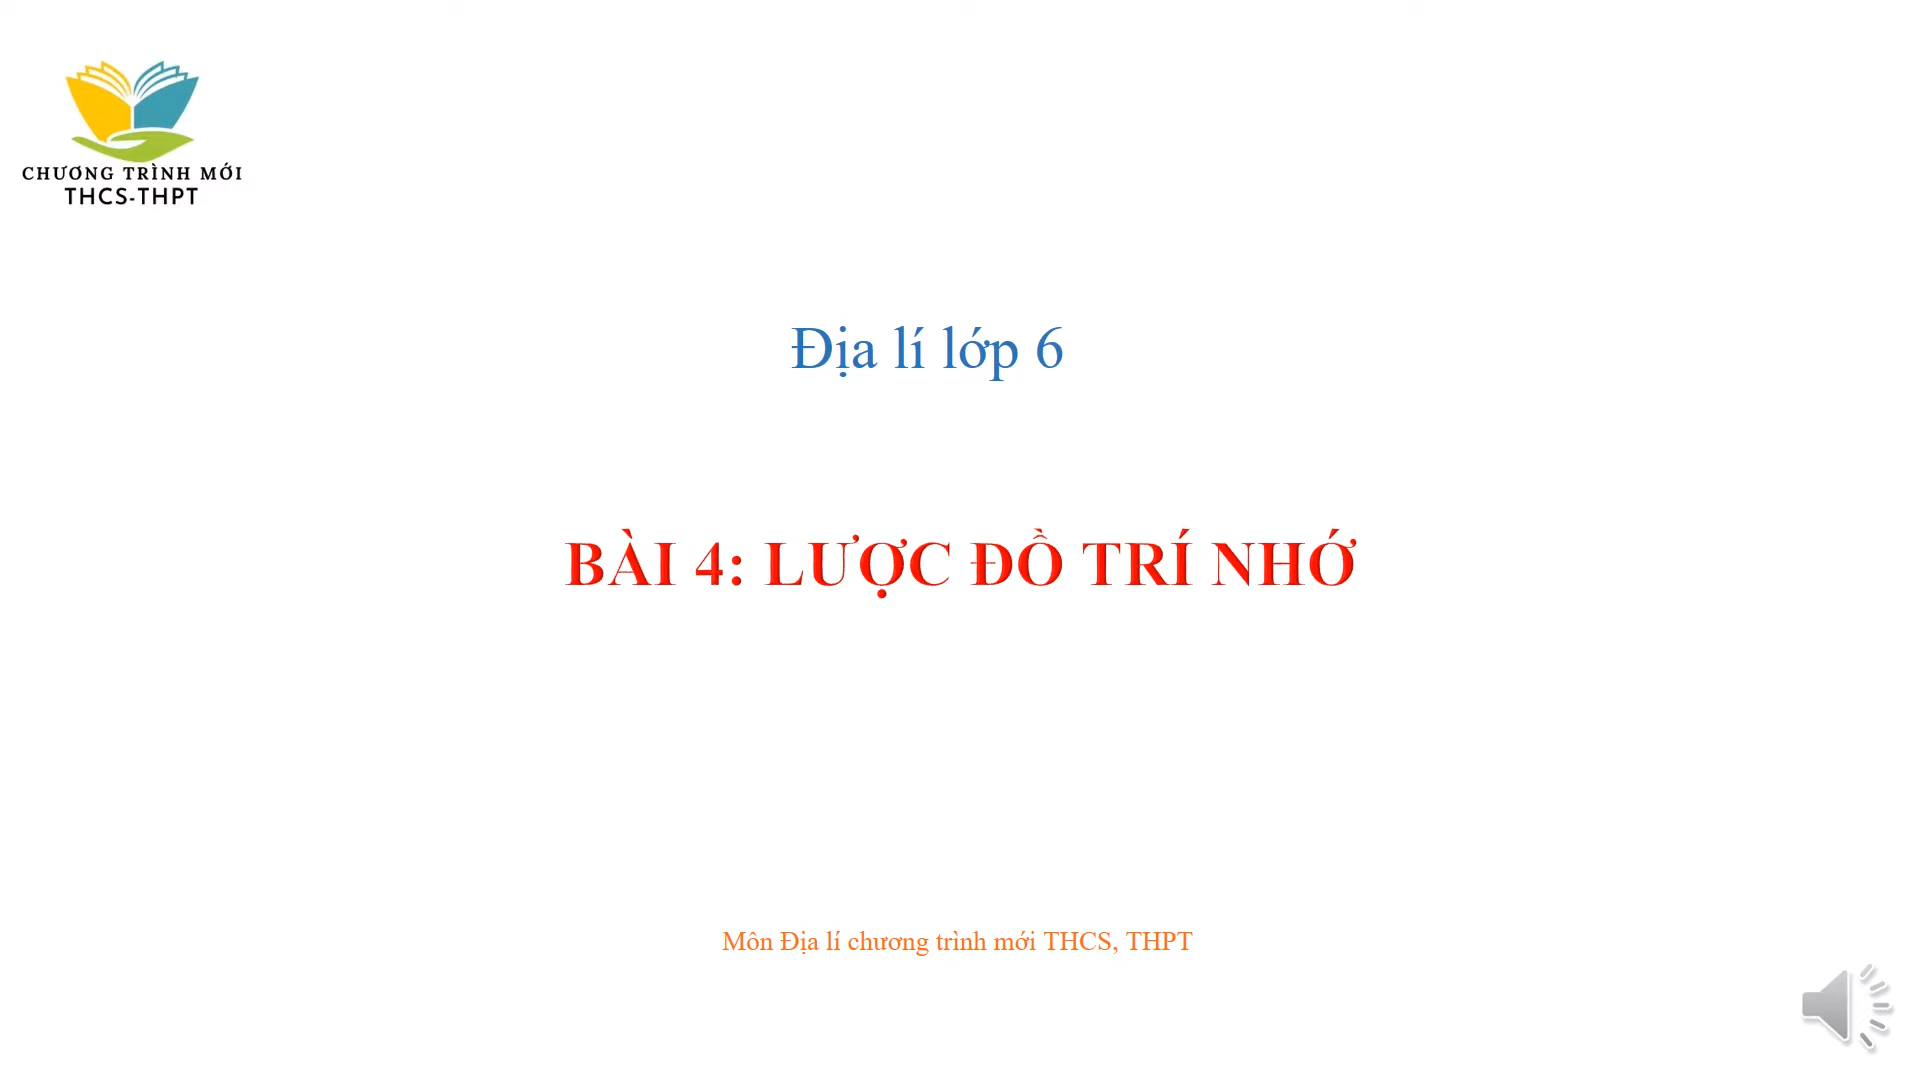 CHƯƠNG TRÌNH MỚI
THCS-THPT
Địa lí lớp 6
BÀI 4: LƯỢC ĐỒ TRÍ NHỚ
Môn Địa lí chương trình mới THCS, THPT